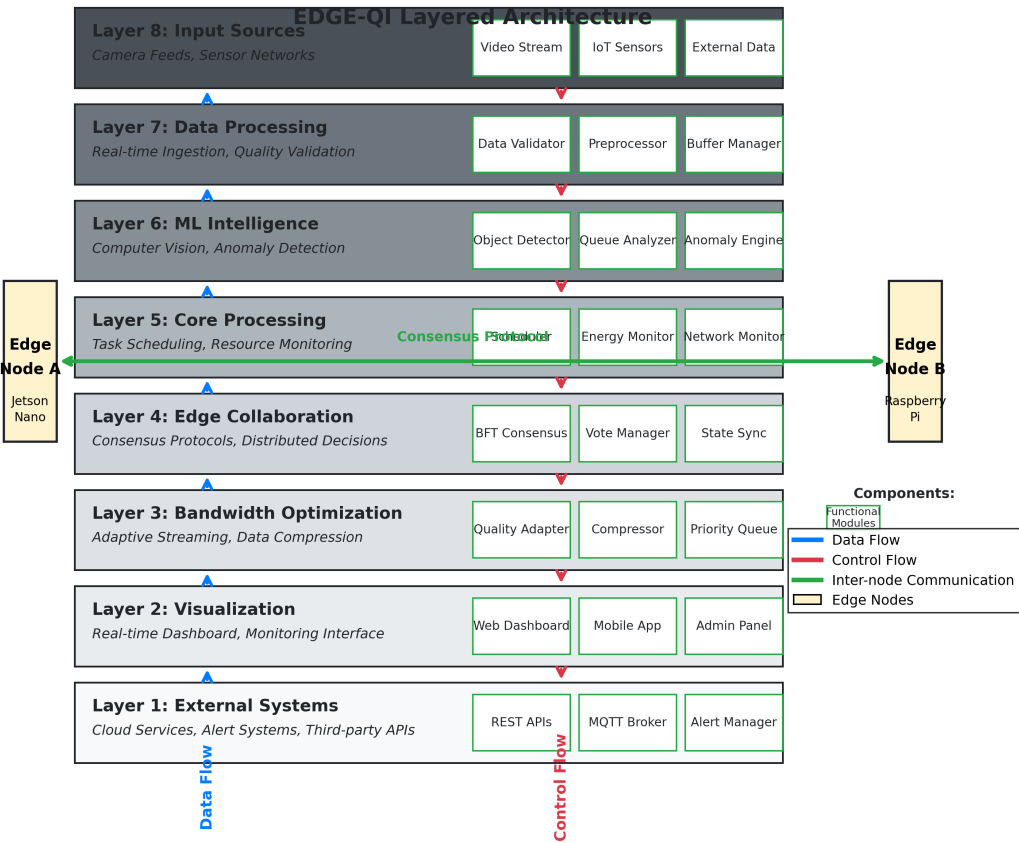 EDGE-QI Layered Architecture
Layer 8: Input Sources
Camera Feeds, Sensor Networks
Video Stream
IoT Sensors
External Data
Layer 7: Data Processing
Real-time Ingestion, Quality Validation
Data Validator
Preprocessor
Buffer Manager
Layer 6: ML Intelligence
Computer Vision, Anomaly Detection
Object Detector
Queue Analyzer
Anomaly Engine
Layer 5: Core Processing
Task Scheduling, Resource Monitoring
Consensus Protocol
Scheduler
Energy Monitor
Network Monitor
Edge
Node A
Jetson
Nano
Edge
Node B
Raspberry
Pi
Layer 4: Edge Collaboration
Consensus Protocols, Distributed Decisions
BFT Consensus
Vote Manager
State Sync
Layer 3: Bandwidth Optimization
Adaptive Streaming, Data Compression
Quality Adapter
Compressor
Priority Queue
Components:
Functional
Modules
Data Flow
Control Flow
Inter-node Communication
Edge Nodes
Layer 2: Visualization
Real-time Dashboard, Monitoring Interface
Web Dashboard
Mobile App
Admin Panel
Layer 1: External Systems
Cloud Services, Alert Systems, Third-party APIs
REST APIs
MQTT Broker
Alert Manager
Data Flow
Control Flow